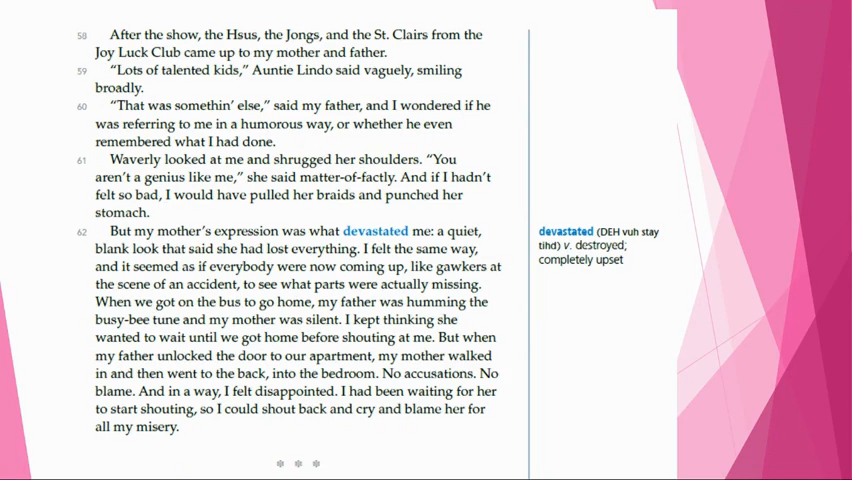 58 After the show, the Hsus, the Jongs, and the St. Clairs from the
Joy Luck Club came up to my mother and father.
59 “Lots of talented kids,” Auntie Lindo said vaguely, smiling
broadly.
60 “That was somethin’ else,” said my father, and I wondered if he
was referring to me in a humorous way, or whether he even
remembered what I had done.
61 Waverly looked at me and shrugged her shoulders. “You
aren’t a genius like me,” she said matter-of-factly. And if I hadn’t
felt so bad, I would have pulled her braids and punched her
stomach.
62 But my mother’s expression was what devastated me: a quiet,
blank look that said she had lost everything. I felt the same way,
and it seemed as if everybody were now coming up, like gawkers at
the scene of an accident, to see what parts were actually missing.
When we got on the bus to go home, my father was humming the
busy-bee tune and my mother was silent. I kept thinking she
wanted to wait until we got home before shouting at me. But when
my father unlocked the door to our apartment, my mother walked
in and then went to the back, into the bedroom. No accusations. No
blame. And in a way, I felt disappointed. I had been waiting for her
to start shouting, so I could shout back and cry and blame her for
all my misery.
* * *
devastated (DEH vuh stay
tihd) v. destroyed;
completely upset